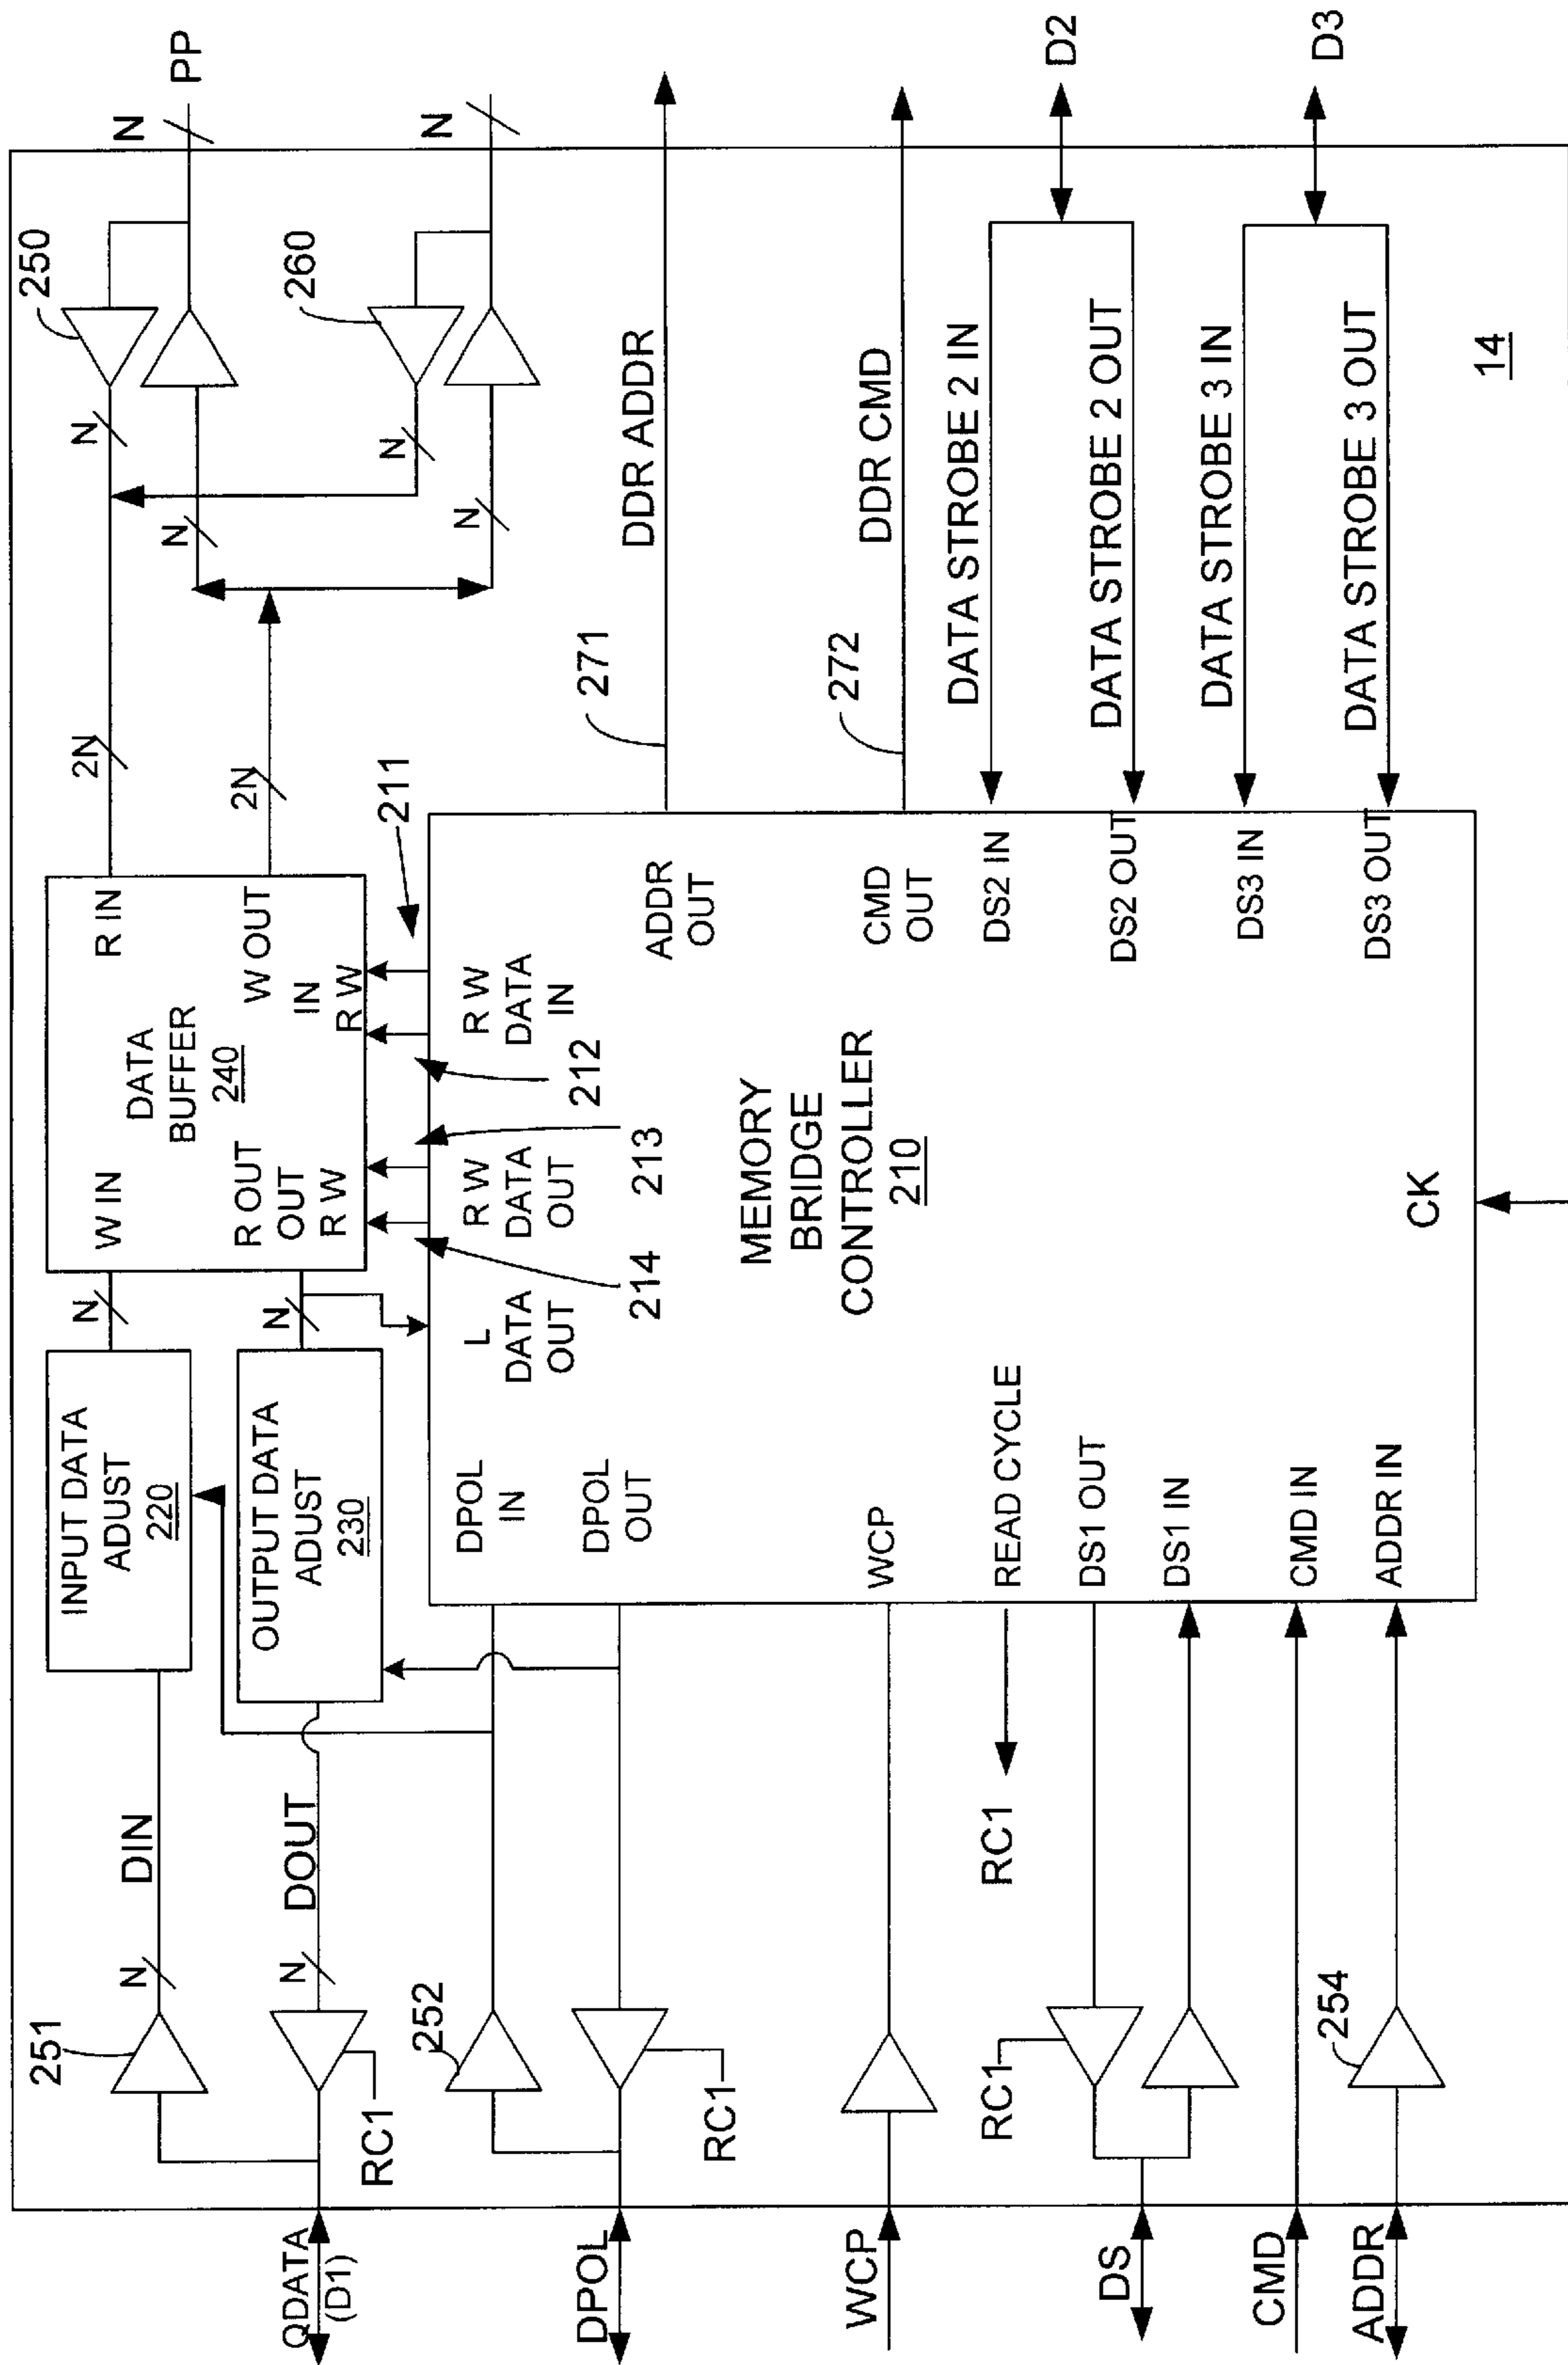 QDATA
(D1)
DPOL
WCP
DS
CMD
ADDR
251
N
DIN
RC1
N
DOUT
252
RC1
RC1
254
INPUT DATA
ADUST
220
OUTPUT DATA
ADJUST
230
N
N
W IN
R OUT
OUT
R W
DATA
BUFFER
240
R IN
W OUT
IN
R W
2N
2N
N
N
N
N
250
260
N
PP
N
211
212
213
214
DPOL
IN
DPOL
OUT
L
DATA
OUT
R W
DATA
OUT
R W
DATA
IN
WCP
READ CYCLE
RC1
DS1 OUT
DS1 IN
CMD IN
ADDR IN
MEMORY
BRIDGE
CONTROLLER
210
CK
ADDR
OUT
CMD
OUT
DS2 IN
DS2 OUT
DS3 IN
DS3 OUT
271
DDR ADDR
272
DDR CMD
DATA STROBE 2 IN
DATA STROBE 2 OUT
D2
DATA STROBE 3 IN
DATA STROBE 3 OUT
D3
14